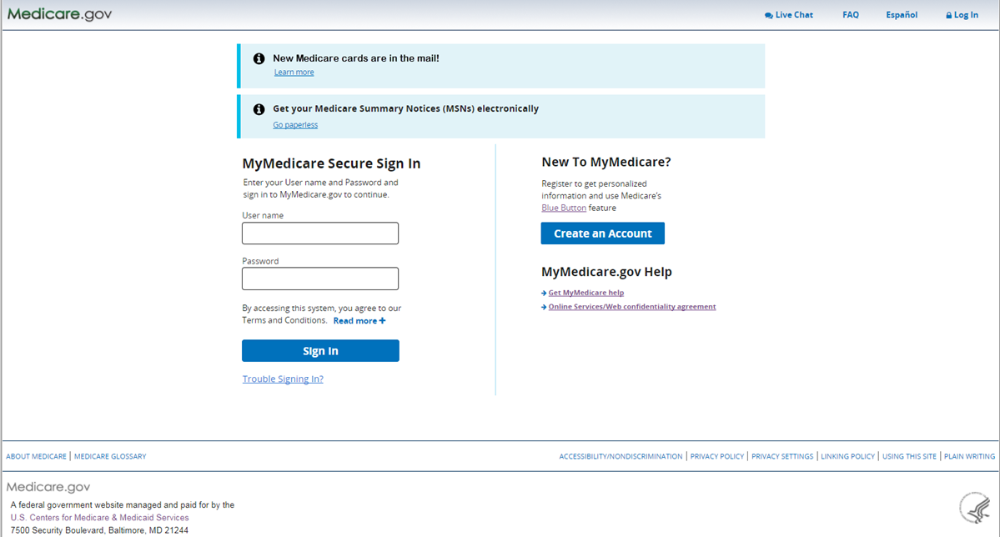 Medicare.gov
Live Chat
FAQ
Español
Log In
New Medicare cards are in the mail!
Learn more
Get your Medicare Summary Notices (MSNs) electronically
Go paperless
MyMedicare Secure Sign In
Enter your User name and Password and
sign in to MyMedicare.gov to continue.
User name
Password
By accessing this system, you agree to our
Terms and Conditions. Read more +
Sign In
Trouble Signing In?
New To MyMedicare?
Register to get personalized
information and use Medicare's
Blue Button feature
Create an Account
MyMedicare.gov Help
Get MyMedicare help
Online Services/Web confidentiality agreement
ABOUT MEDICARE | MEDICARE GLOSSARY
ACCESSIBILITY/NONDISCRIMINATION | PRIVACY POLICY | PRIVACY SETTINGS | LINKING POLICY | USING THIS SITE | PLAIN WRITING
Medicare.gov
A federal government website managed and paid for by the
U.S. Centers for Medicare & Medicaid Services
7500 Security Boulevard, Baltimore, MD 21244